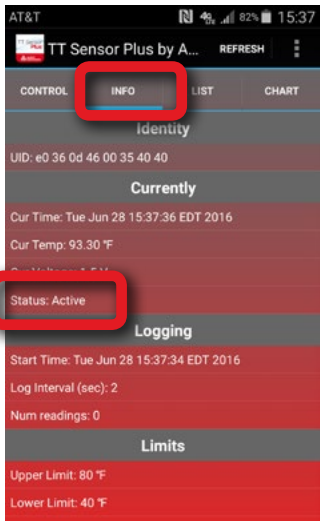 AT&T 82% 15:37
TT Sensor Plus by A... REFRESH
CONTROL INFO LIST CHART
Identity
UID: e0 36 0d 46 00 35 40 40
Currently
Cur Time: Tue Jun 28 15:37:36 EDT 2016
Cur Temp: 93.30 °F
Status: Active
Logging
Start Time: Tue Jun 28 15:37:34 EDT 2016
Log Interval (sec): 2
Num readings: 0
Limits
Upper Limit: 80 °F
Lower Limit: 40 °F